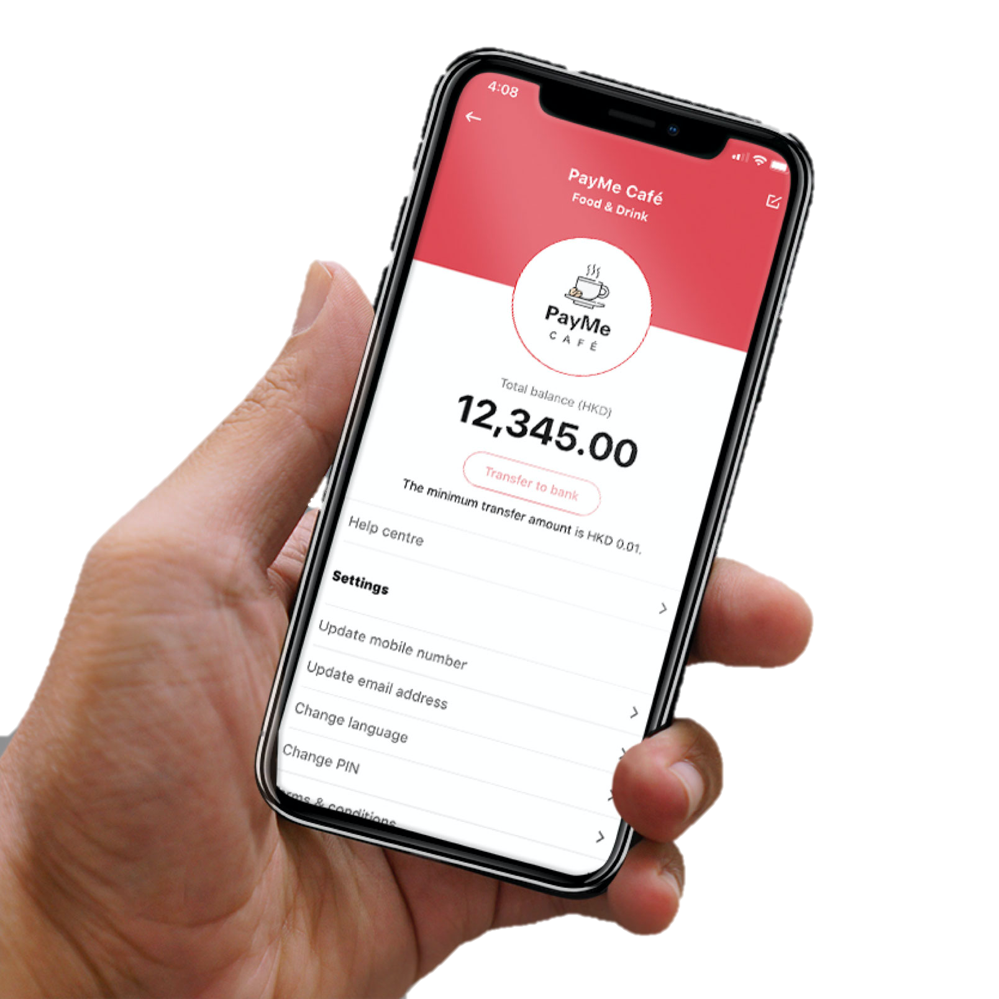 4:08
PayMe Café
Food & Drink
PayMe
CAFÉ
Total balance (HKD)
12,345.00
Transfer to bank
The minimum transfer amount is HKD 0.01.
Help centre
Settings
Update mobile number
Update email address
Change language
Change PIN
& conditions